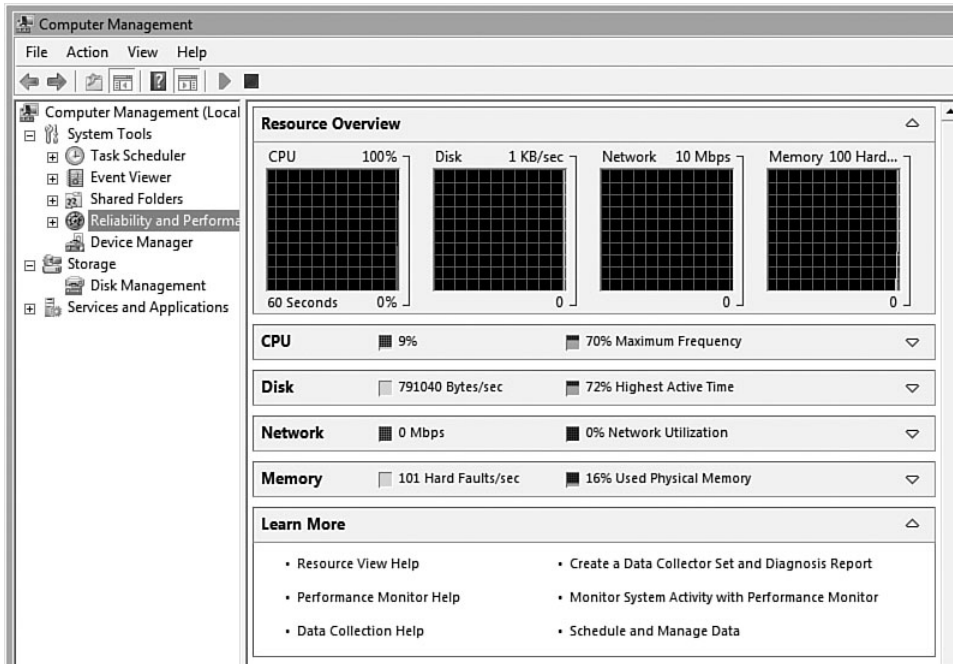 Computer Management
File Action View Help
Computer Management (Local
System Tools
Task Scheduler
Event Viewer
Shared Folders
Reliability and Performa
Device Manager
Storage
Disk Management
Services and Applications
Resource Overview
CPU 100% Disk 1 KB/sec Network 10 Mbps Memory 100 Hard...
60 Seconds 0% 0 0 0
CPU 9% 70% Maximum Frequency
Disk 791040 Bytes/sec 72% Highest Active Time
Network 0 Mbps 0% Network Utilization
Memory 101 Hard Faults/sec 16% Used Physical Memory
Learn More
• Resource View Help • Create a Data Collector Set and Diagnosis Report
• Performance Monitor Help • Monitor System Activity with Performance Monitor
• Data Collection Help • Schedule and Manage Data